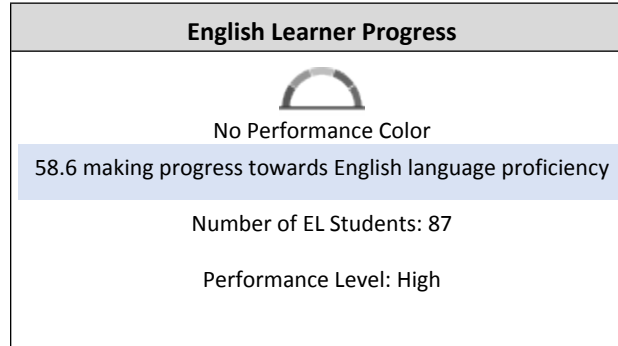 English Learner Progress
No Performance Color
58.6 making progress towards English language proficiency
Number of EL Students: 87
Performance Level: High